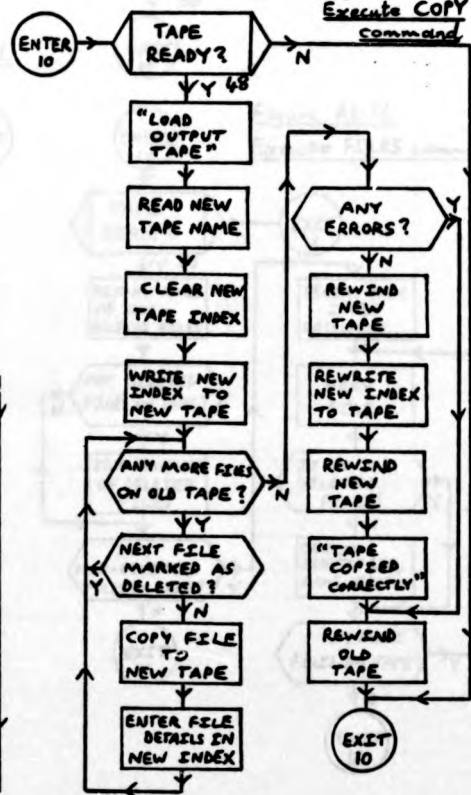 Execute COPY
command
ENTER
10
TAPE
READY?
N
Y 48
"LOAD
OUTPUT
TAPE"
READ NEW
TAPE NAME
CLEAR NEW
TAPE INDEX
WRITE NEW
INDEX TO
NEW TAPE
ANY MORE FILES
ON OLD TAPE?
N
Y
NEXT FILE
MARKED AS
DELETED?
Y
N
COPY FILE
TO
NEW TAPE
ENTER FILE
DETAILS IN
NEW INDEX
ANY
ERRORS?
Y
N
REWIND
NEW
TAPE
REWRITE
NEW INDEX
TO TAPE
REWIND
NEW
TAPE
"TAPE
COPIED
CORRECTLY"
REWIND
OLD
TAPE
EXIT
10